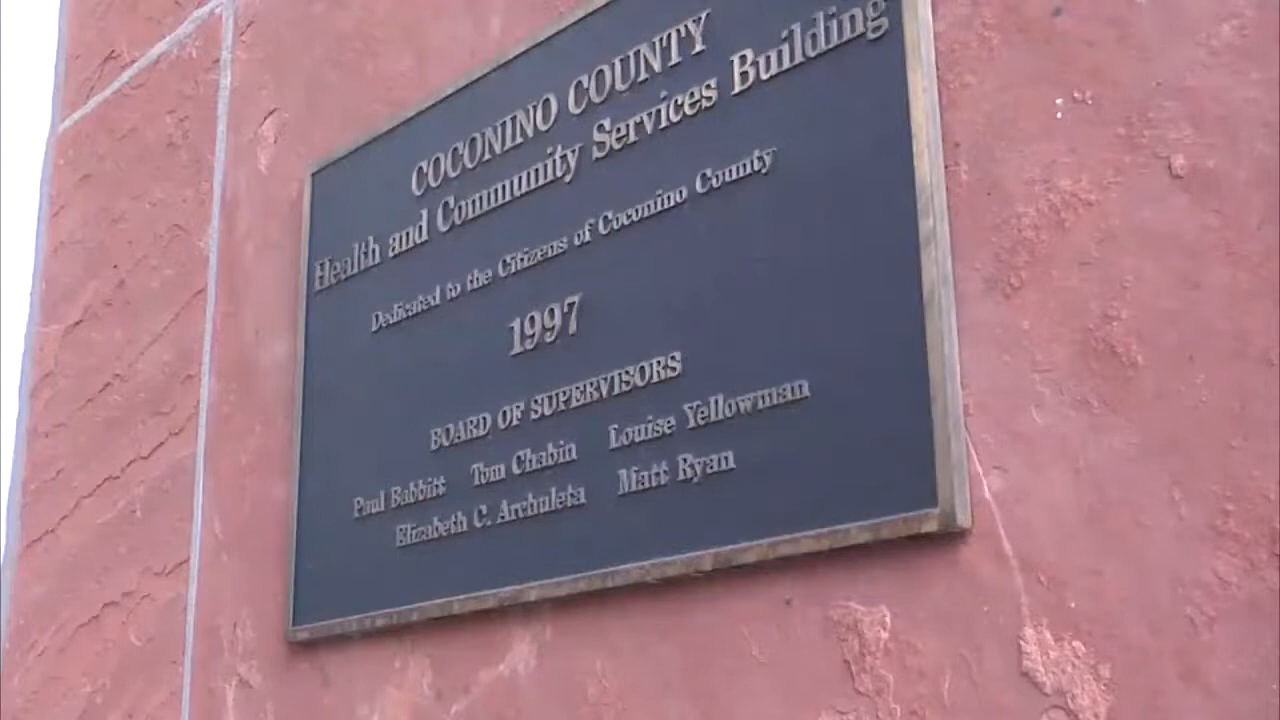 COCONINO COUNTY
Health and Community Services Building
Dedicated to the Citizens of Coconino County
1997
BOARD OF SUPERVISORS
Paul Babbitt Tom Chabin Louise Yellowman
Elizabeth C. Archuleta Matt Ryan